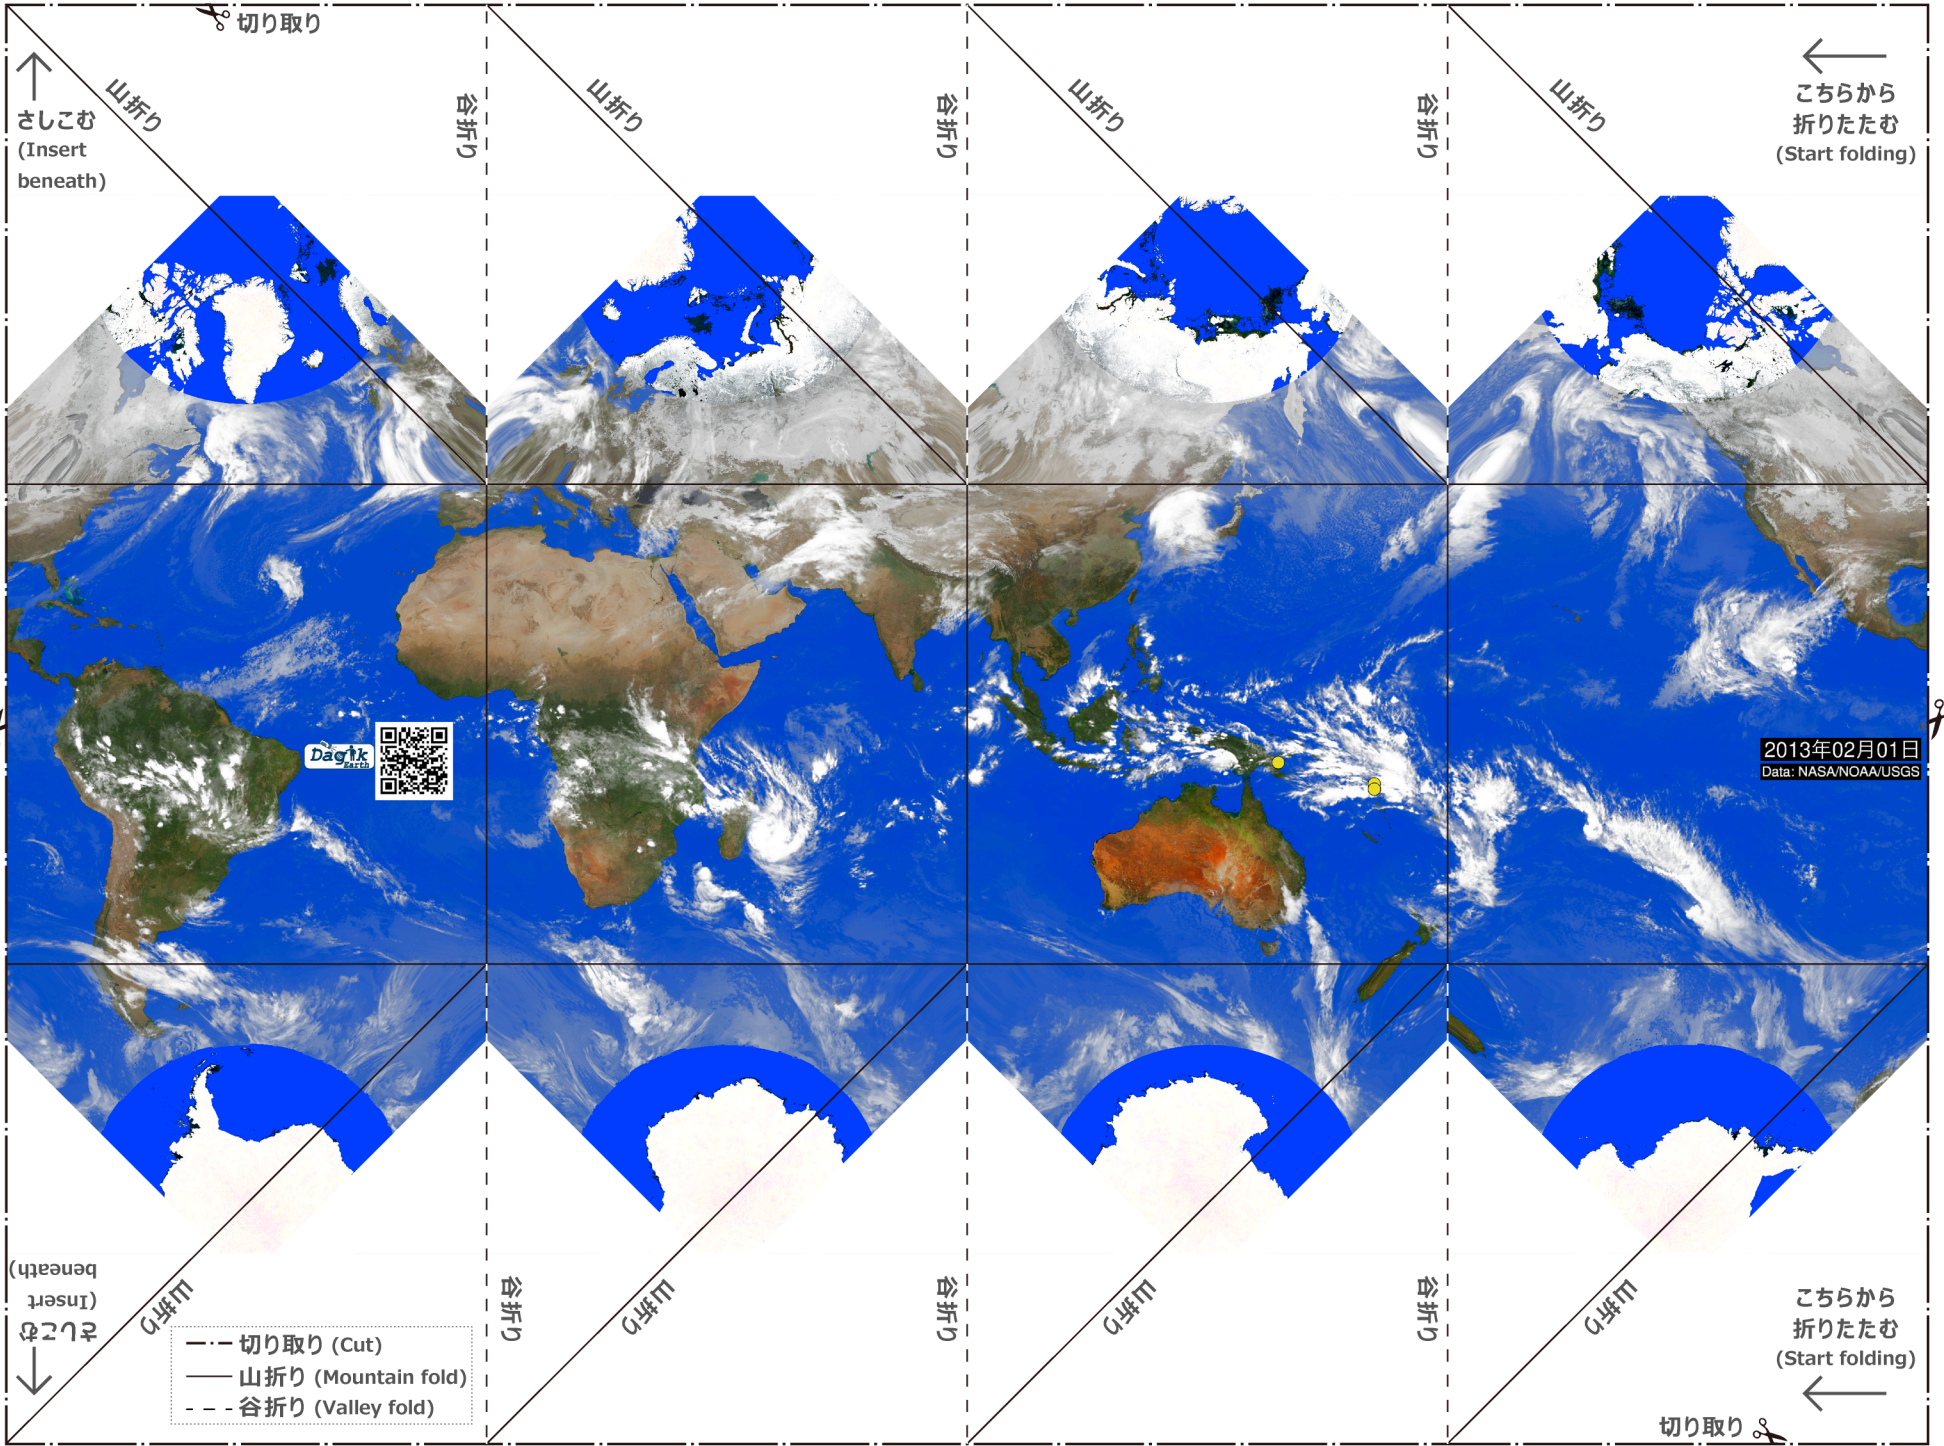 切り取り
山折り
谷折り
山折り
谷折り
山折り
谷折り
山折り
さしこむ
(Insert
beneath)
こちらから
折りたたむ
(Start folding)
Dagik
Earth
2013年02月01日
Data: NASA/NOAA/USGS
さしこむ
(Insert
beneath)
山折り
谷折り
山折り
谷折り
山折り
谷折り
山折り
切り取り (Cut)
山折り (Mountain fold)
谷折り (Valley fold)
こちらから
折りたたむ
(Start folding)
切り取り